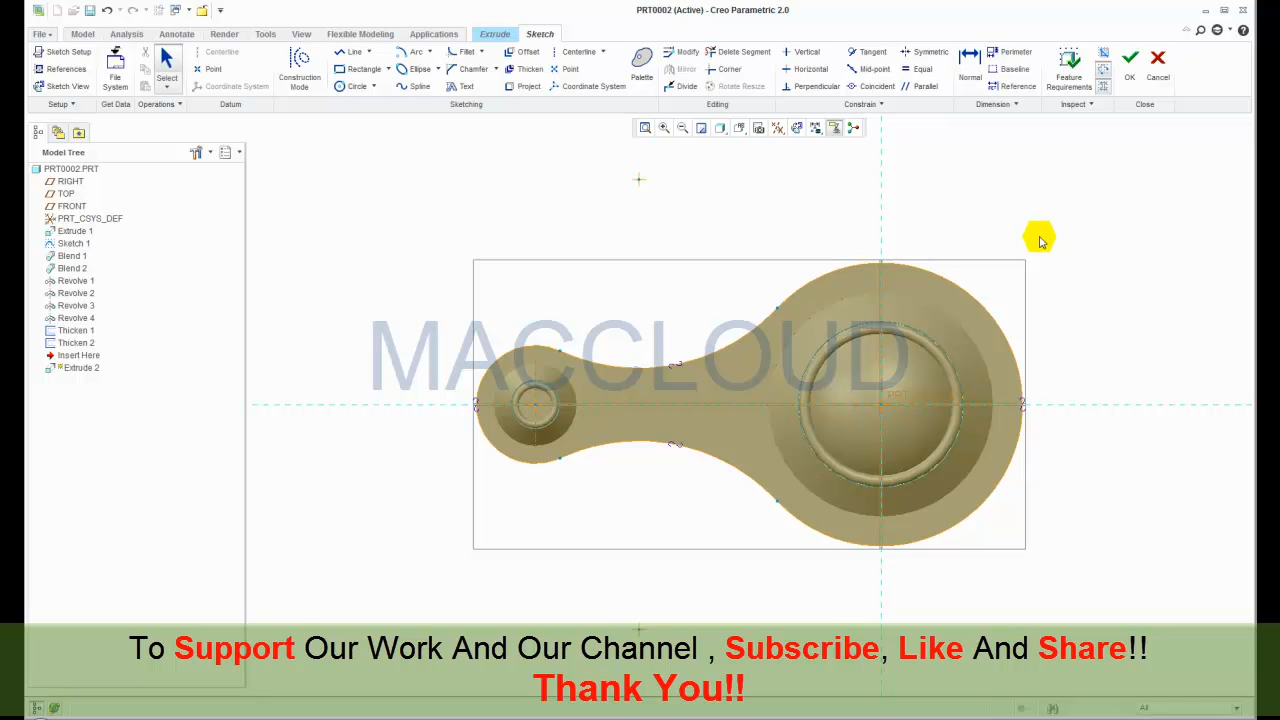 PRT0002 (Active) - Creo Parametric 2.0
File Model Analysis Annotate Render Tools View Flexible Modeling Applications Extrude Sketch
Sketch Setup
References
Sketch View
Setup
File System
Get Data
Select
Operations
Centerline
Point
Coordinate System
Datum
Construction Mode
Line
Rectangle
Circle
Arc
Ellipse
Spline
Fillet
Chamfer
Text
Offset
Thicken
Project
Centerline
Point
Coordinate System
Sketching
Palette
Modify
Mirror
Divide
Delete Segment
Corner
Rotate Resize
Editing
Vertical
Horizontal
Perpendicular
Tangent
Mid-point
Coincident
Symmetric
Equal
Parallel
Constrain
Normal
Perimeter
Baseline
Reference
Dimension
Feature Requirements
Inspect
OK
Cancel
Close
Model Tree
PRT0002.PRT
RIGHT
TOP
FRONT
PRT_CSYS_DEF
Extrude 1
Sketch 1
Blend 1
Blend 2
Revolve 1
Revolve 2
Revolve 3
Revolve 4
Thicken 1
Thicken 2
Insert Here
Extrude 2
MACCLOUD
To Support Our Work And Our Channel , Subscribe, Like And Share!!
Thank You!!
All